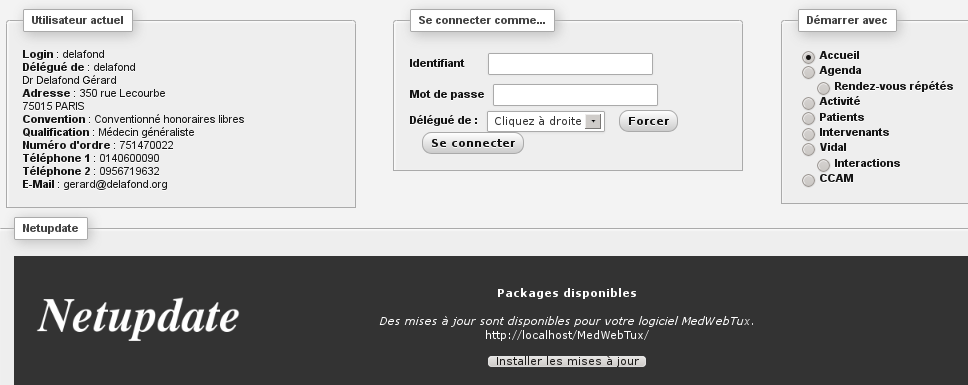 Utilisateur actuel
Login : delafond
Délégué de : delafond
Dr Delafond Gérard
Adresse : 350 rue Lecourbe
75015 PARIS
Convention : Conventionné honoraires libres
Qualification : Médecin généraliste
Numéro d'ordre : 751470022
Téléphone 1 : 0140600090
Téléphone 2 : 0956719632
E-Mail : gerard@delafond.org
Se connecter comme...
Identifiant
Mot de passe
Délégué de : Cliquez à droite Forcer
Se connecter
Démarrer avec
Accueil
Agenda
Rendez-vous répétés
Activité
Patients
Intervenants
Vidal
Interactions
CCAM
Netupdate
Netupdate
Packages disponibles
Des mises à jour sont disponibles pour votre logiciel MedWebTux.
http://localhost/MedWebTux/
Installer les mises à jour